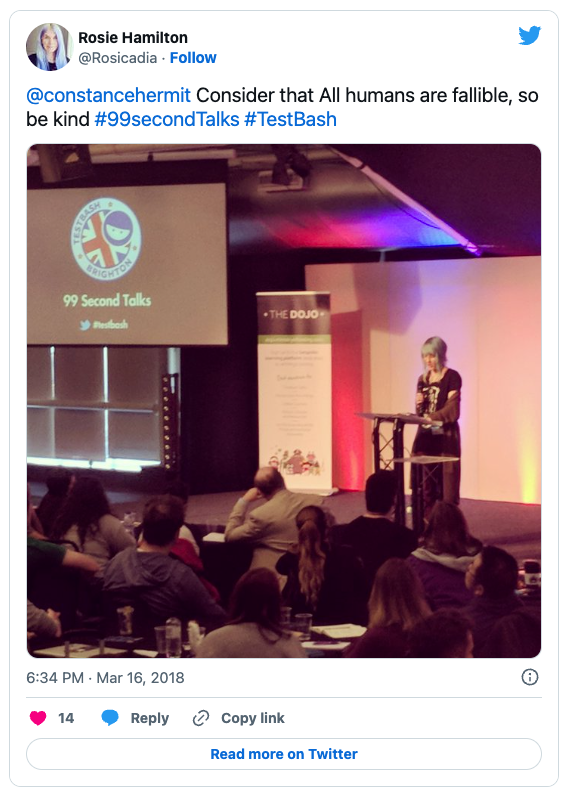 Rosie Hamilton
@Rosicadia · Follow
@constancehermit Consider that All humans are fallible, so
be kind #99secondTalks #TestBash
TESTBASH
BRIGHTON
99 Second Talks
#testbash
• THE DOJO •
6:34 PM · Mar 16, 2018
14 Reply Copy link
Read more on Twitter